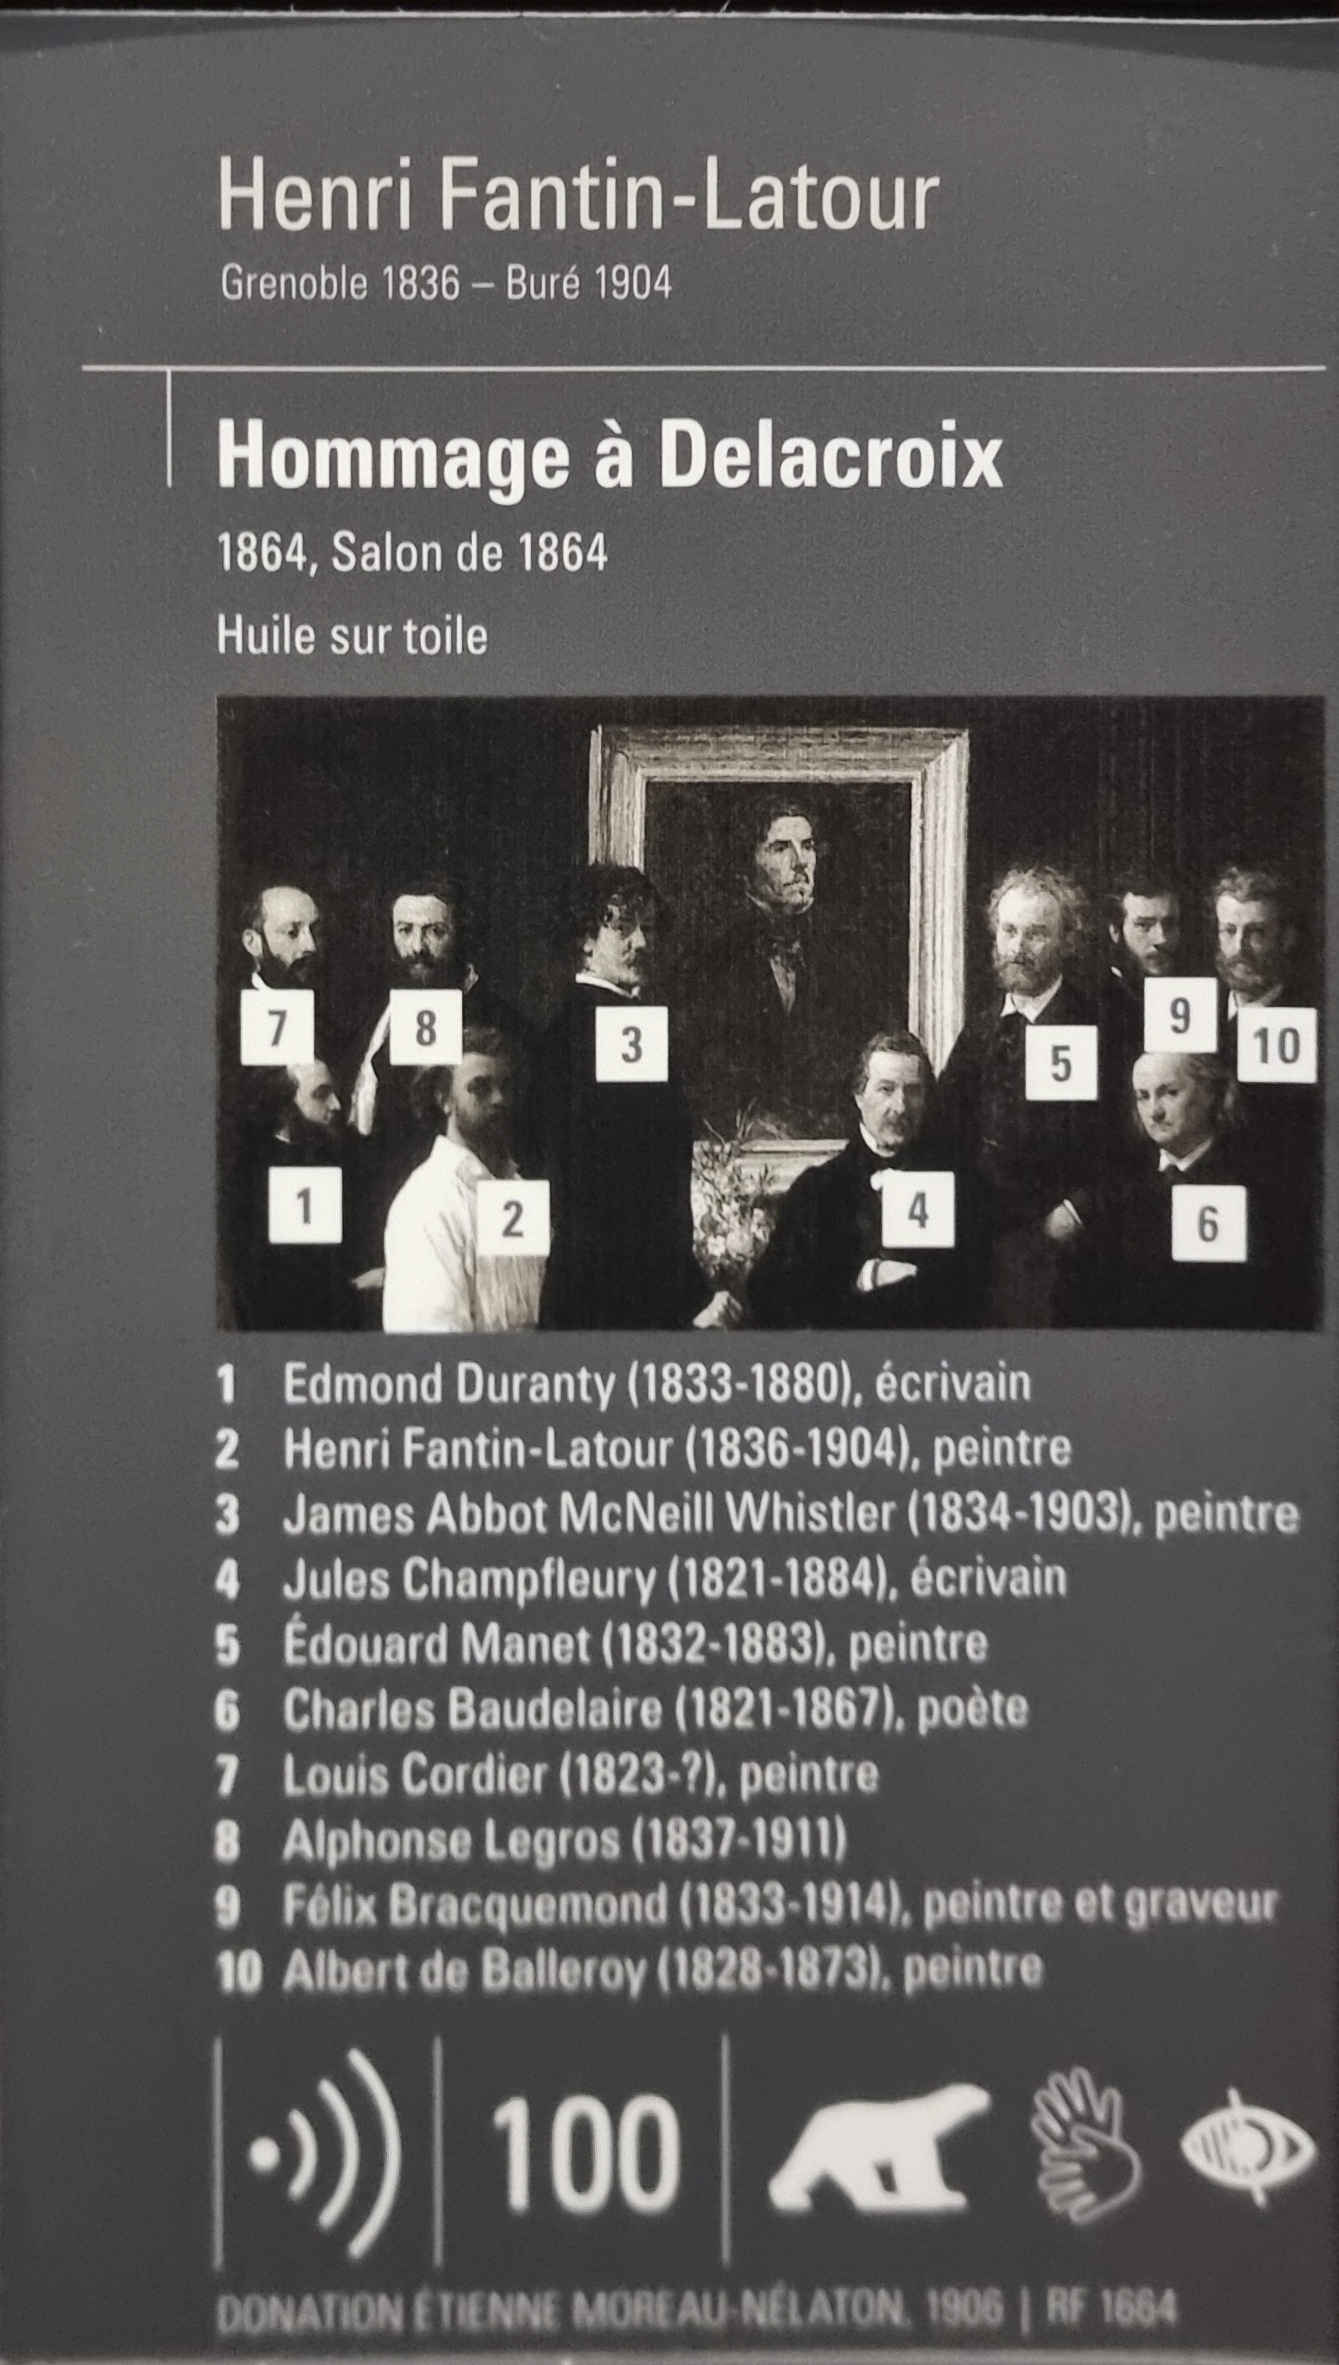 Henri Fantin-Latour
Grenoble 1836 – Buré 1904
Hommage à Delacroix
1864, Salon de 1864
Huile sur toile
7
8
3
5
9
10
1
2
4
6
1 Edmond Duranty (1833-1880), écrivain
2 Henri Fantin-Latour (1836-1904), peintre
3 James Abbot McNeill Whistler (1834-1903), peintre
4 Jules Champfleury (1821-1884), écrivain
5 Édouard Manet (1832-1883), peintre
6 Charles Baudelaire (1821-1867), poète
7 Louis Cordier (1823-?), peintre
8 Alphonse Legros (1837-1911)
9 Félix Bracquemond (1833-1914), peintre et graveur
10 Albert de Balleroy (1828-1873), peintre
100
DONATION ÉTIENNE MOREAU-NÉLATON, 1906 | RF 1664